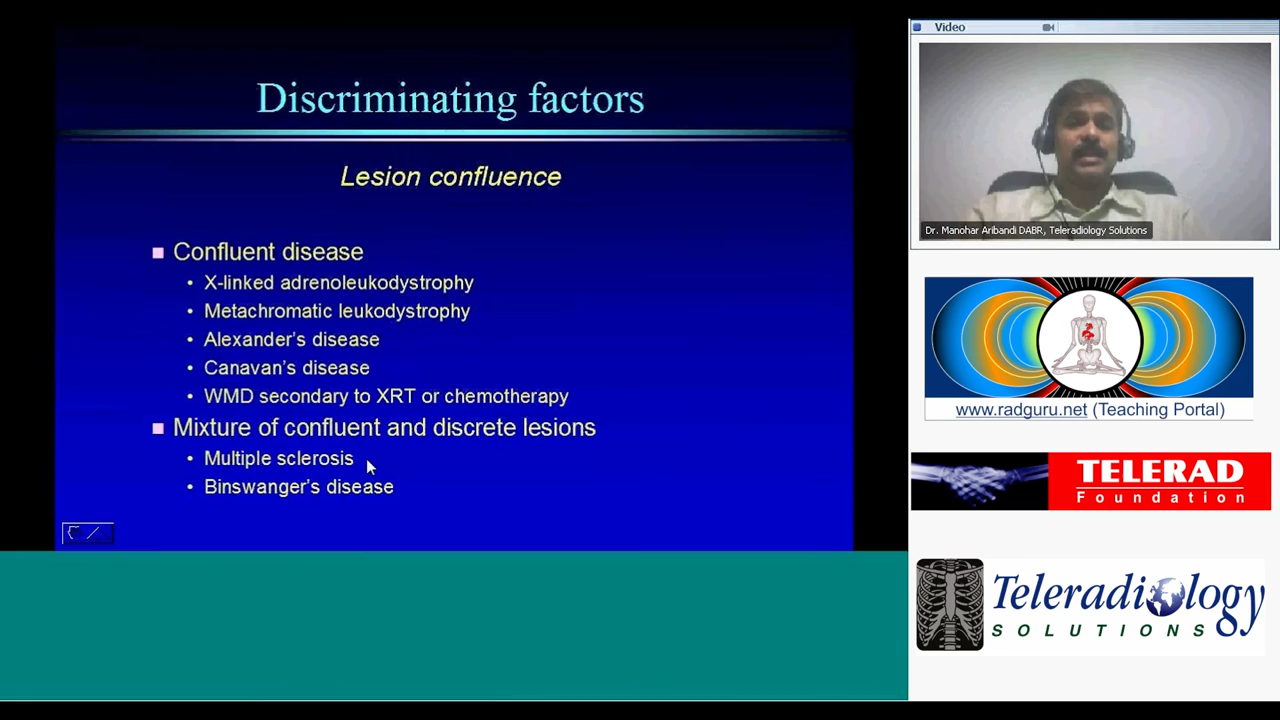 Discriminating factors
Lesion confluence
Confluent disease
X-linked adrenoleukodystrophy
Metachromatic leukodystrophy
Alexander's disease
Canavan's disease
WMD secondary to XRT or chemotherapy
Mixture of confluent and discrete lesions
Multiple sclerosis
Binswanger's disease
Video
Dr. Manohar Aribandi DABR, Teleradiology Solutions
www.radguru.net (Teaching Portal)
TELERAD
Foundation
Teleradiology
SOLUTIONS